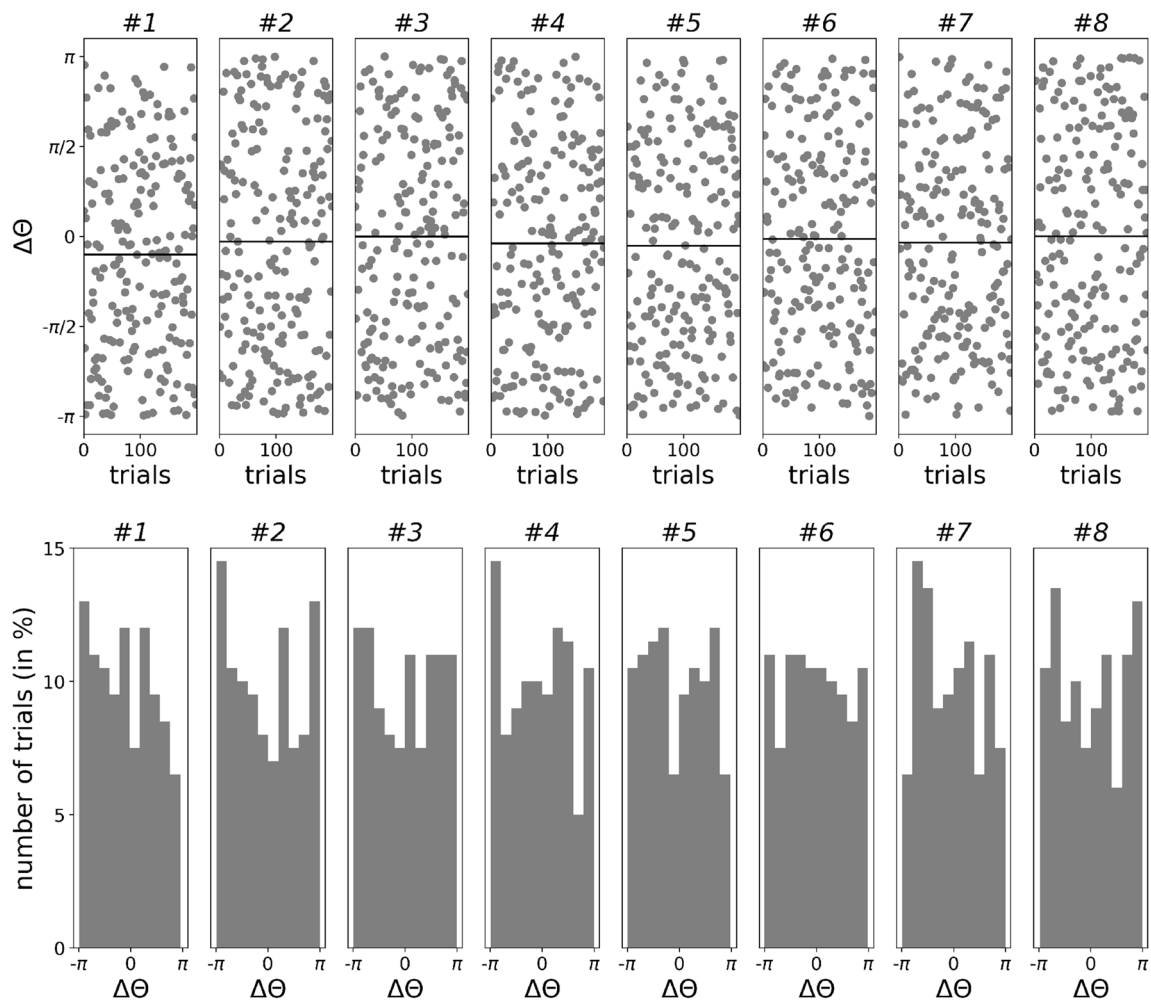 #1 #2 #3 #4 #5 #6 #7 #8
π
π/2
0
-π/2
-π
ΔΘ
0 100 0 100 0 100 0 100 0 100 0 100 0 100 0 100
trials trials trials trials trials trials trials trials
#1 #2 #3 #4 #5 #6 #7 #8
15
10
5
0
number of trials (in %)
-π 0 π -π 0 π -π 0 π -π 0 π -π 0 π -π 0 π -π 0 π -π 0 π
ΔΘ ΔΘ ΔΘ ΔΘ ΔΘ ΔΘ ΔΘ ΔΘ